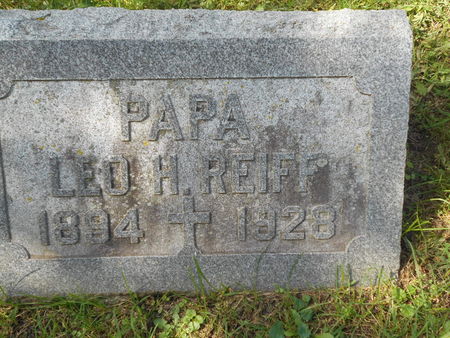 PAPA
LEO H. REIFF
1894 ✝ 1928